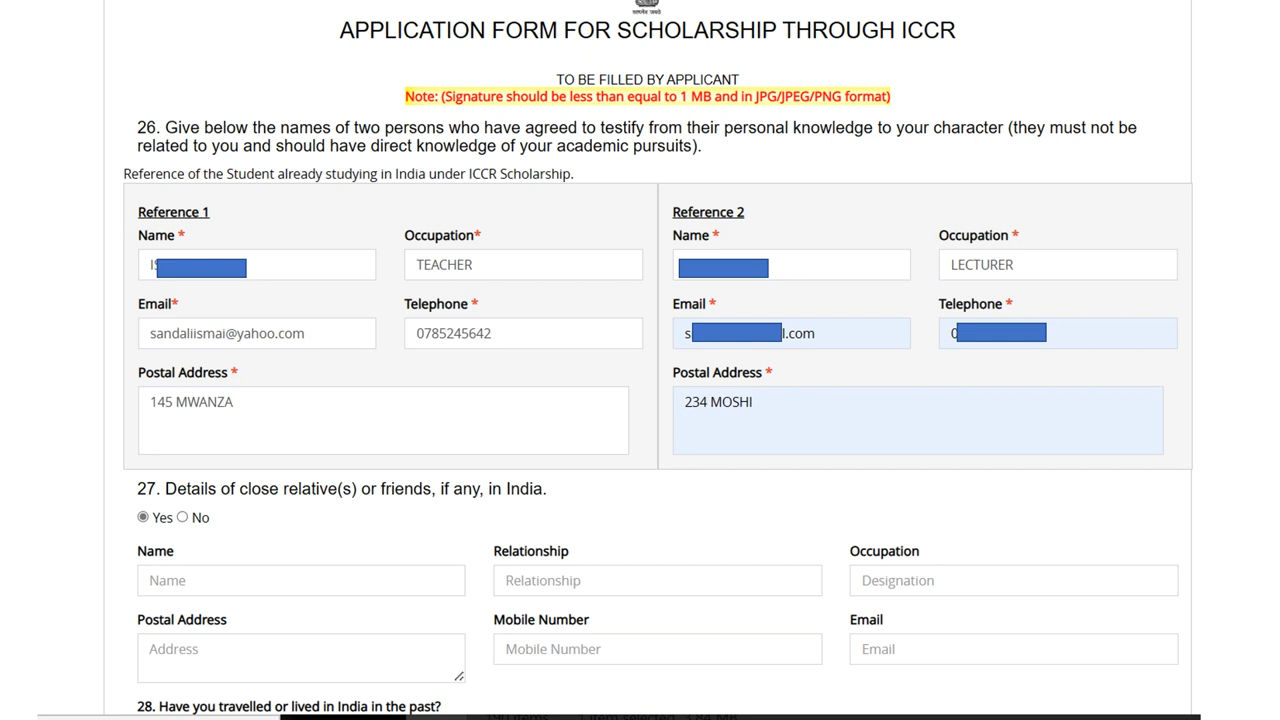 सत्यमेव जयते
APPLICATION FORM FOR SCHOLARSHIP THROUGH ICCR
TO BE FILLED BY APPLICANT
Note: (Signature should be less than equal to 1 MB and in JPG/JPEG/PNG format)
26. Give below the names of two persons who have agreed to testify from their personal knowledge to your character (they must not be
related to you and should have direct knowledge of your academic pursuits).
Reference of the Student already studying in India under ICCR Scholarship.
Reference 1
Name *
Occupation*
IS
TEACHER
Email*
Telephone *
sandaliismai@yahoo.com
0785245642
Postal Address *
145 MWANZA
Reference 2
Name *
Occupation *
LECTURER
Email *
Telephone *
s
l.com
0
Postal Address *
234 MOSHI
27. Details of close relative(s) or friends, if any, in India.
Yes No
Name
Relationship
Occupation
Name
Relationship
Designation
Postal Address
Mobile Number
Email
Address
Mobile Number
Email
28. Have you travelled or lived in India in the past?